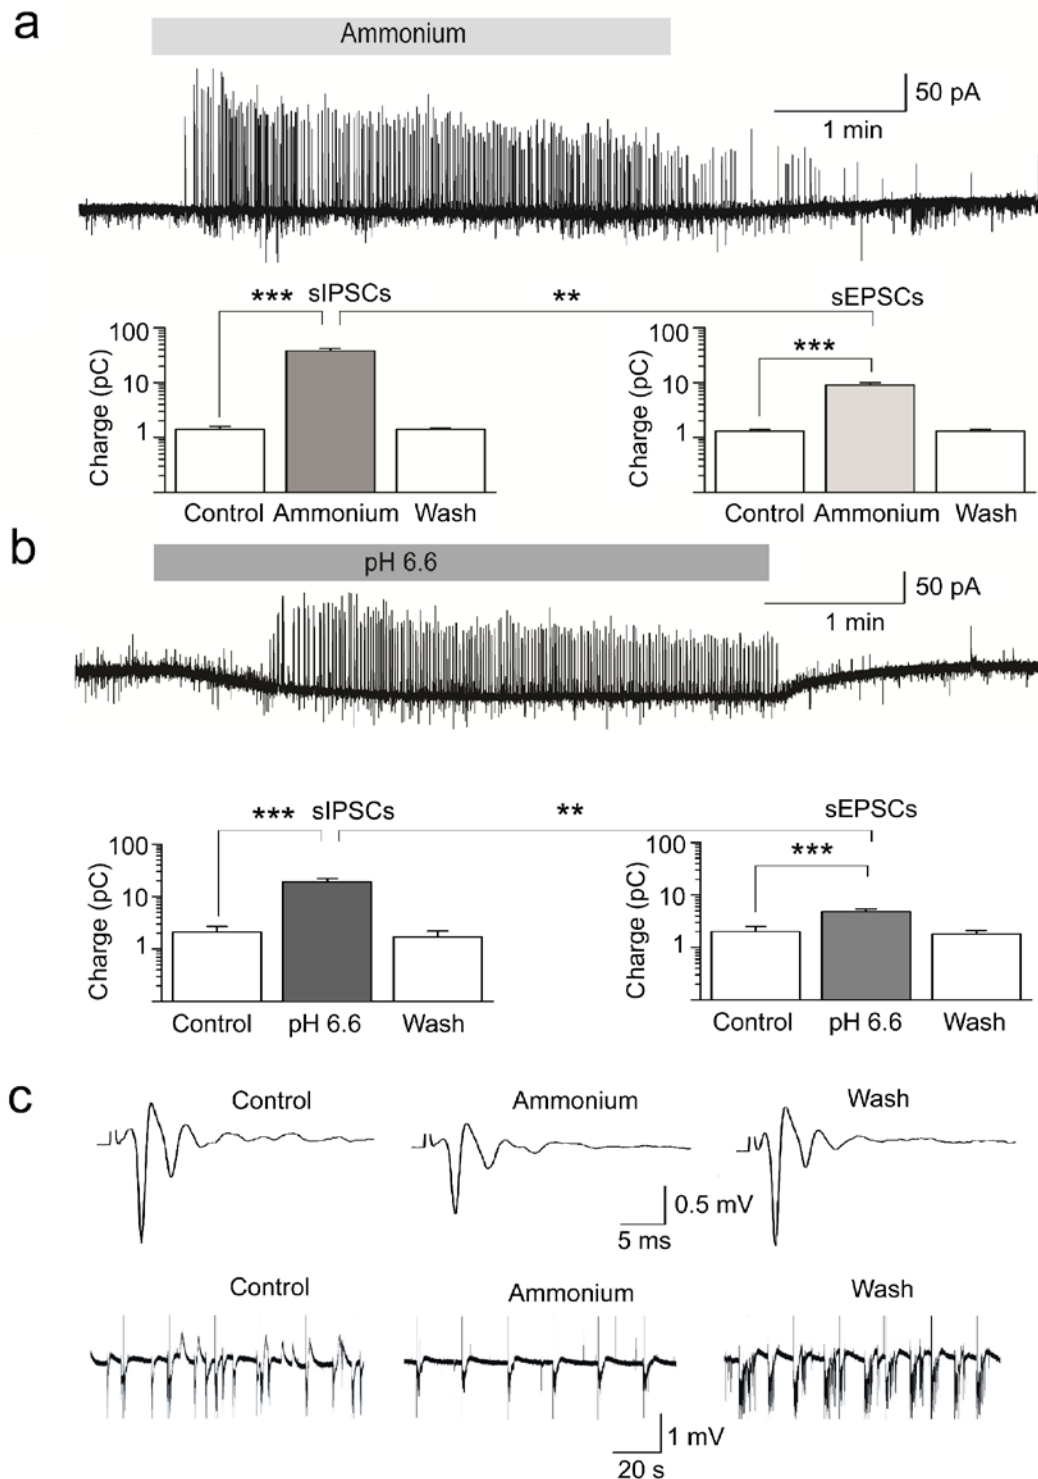 a
Ammonium
50 pA
1 min
*** sIPSCs ** sEPSCs
***
100
10
1
Charge (pC)
Control Ammonium Wash
100
10
1
Charge (pC)
Control Ammonium Wash
b
pH 6.6
50 pA
1 min
*** sIPSCs ** sEPSCs
***
100
10
1
Charge (pC)
Control pH 6.6 Wash
100
10
1
Charge (pC)
Control pH 6.6 Wash
c
Control Ammonium Wash
0.5 mV
5 ms
Control Ammonium Wash
1 mV
20 s